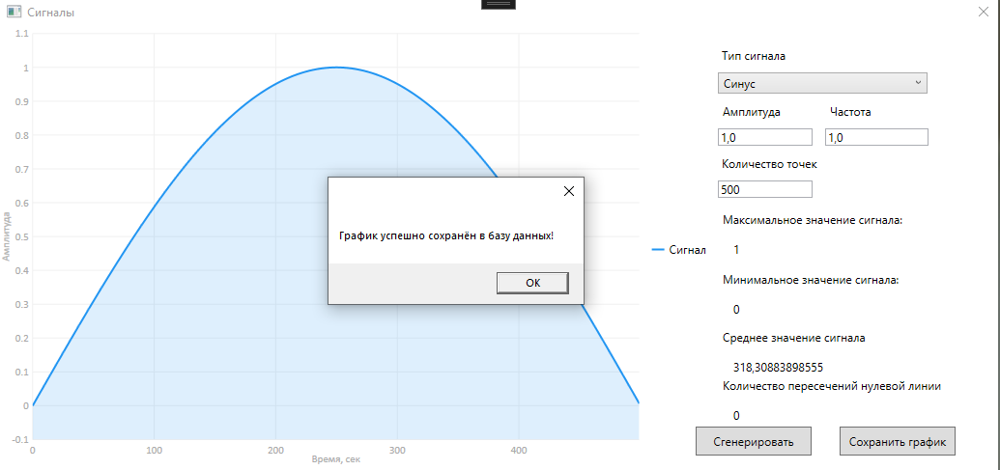 Сигналы
1.1
1
0.9
0.8
0.7
0.6
0.5
0.4
0.3
0.2
0.1
0
-0.1
Амплитуда
0
100
200
300
400
Время, сек
Сигнал
График успешно сохранён в базу данных!
OK
Тип сигнала
Синус
Амплитуда Частота
1,0 1,0
Количество точек
500
Максимальное значение сигнала:
1
Минимальное значение сигнала:
0
Среднее значение сигнала
318,30883898555
Количество пересечений нулевой линии
0
Сгенерировать Сохранить график